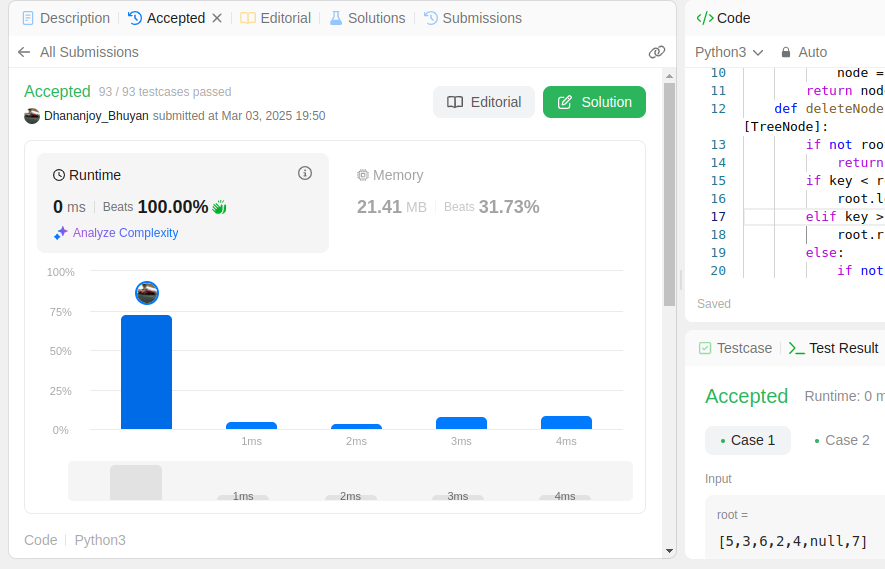 Description
Accepted
Editorial
Solutions
Submissions
All Submissions
Accepted 93 / 93 testcases passed
Dhananjoy_Bhuyan submitted at Mar 03, 2025 19:50
Editorial
Solution
Runtime
0 ms Beats 100.00%
Analyze Complexity
Memory
21.41 MB Beats 31.73%
100%
75%
50%
25%
0%
1ms 2ms 3ms 4ms
1ms 2ms 3ms 4ms
Code Python3
Code
Python3 Auto
10 node =
11 return nod
12 def deleteNode
[TreeNode]:
13 if not roo
14 return
15 if key < r
16 root.l
17 elif key >
18 root.r
19 else:
20 if not
Saved
Testcase
Test Result
Accepted Runtime: 0 m
Case 1 Case 2
Input
root =
[5,3,6,2,4,null,7]